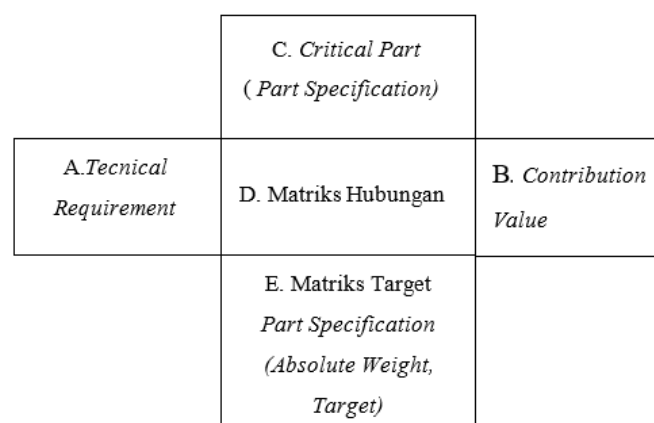 C. Critical Part
( Part Specification)
A.Tecnical
Requirement
D. Matriks Hubungan
B. Contribution
Value
E. Matriks Target
Part Specification
(Absolute Weight,
Target)